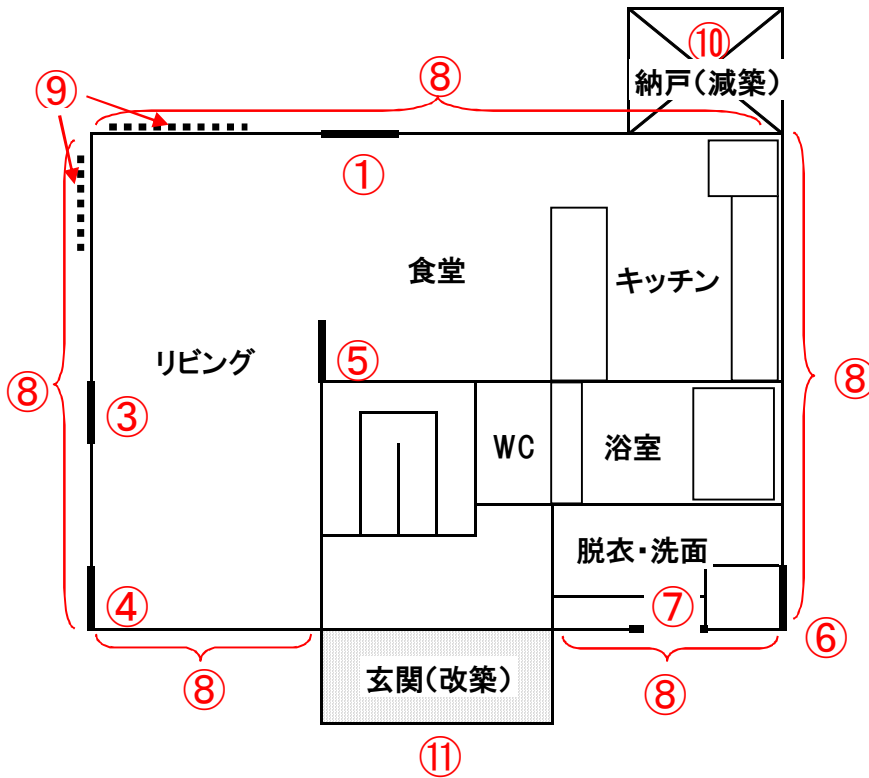 ⑩
納戸(減築)
⑧
⑨
①
食堂
キッチン
リビング
⑤
⑧
⑧
③
WC
浴室
脱衣・洗面
④
⑦
⑥
⑧
玄関(改築)
⑧
⑪